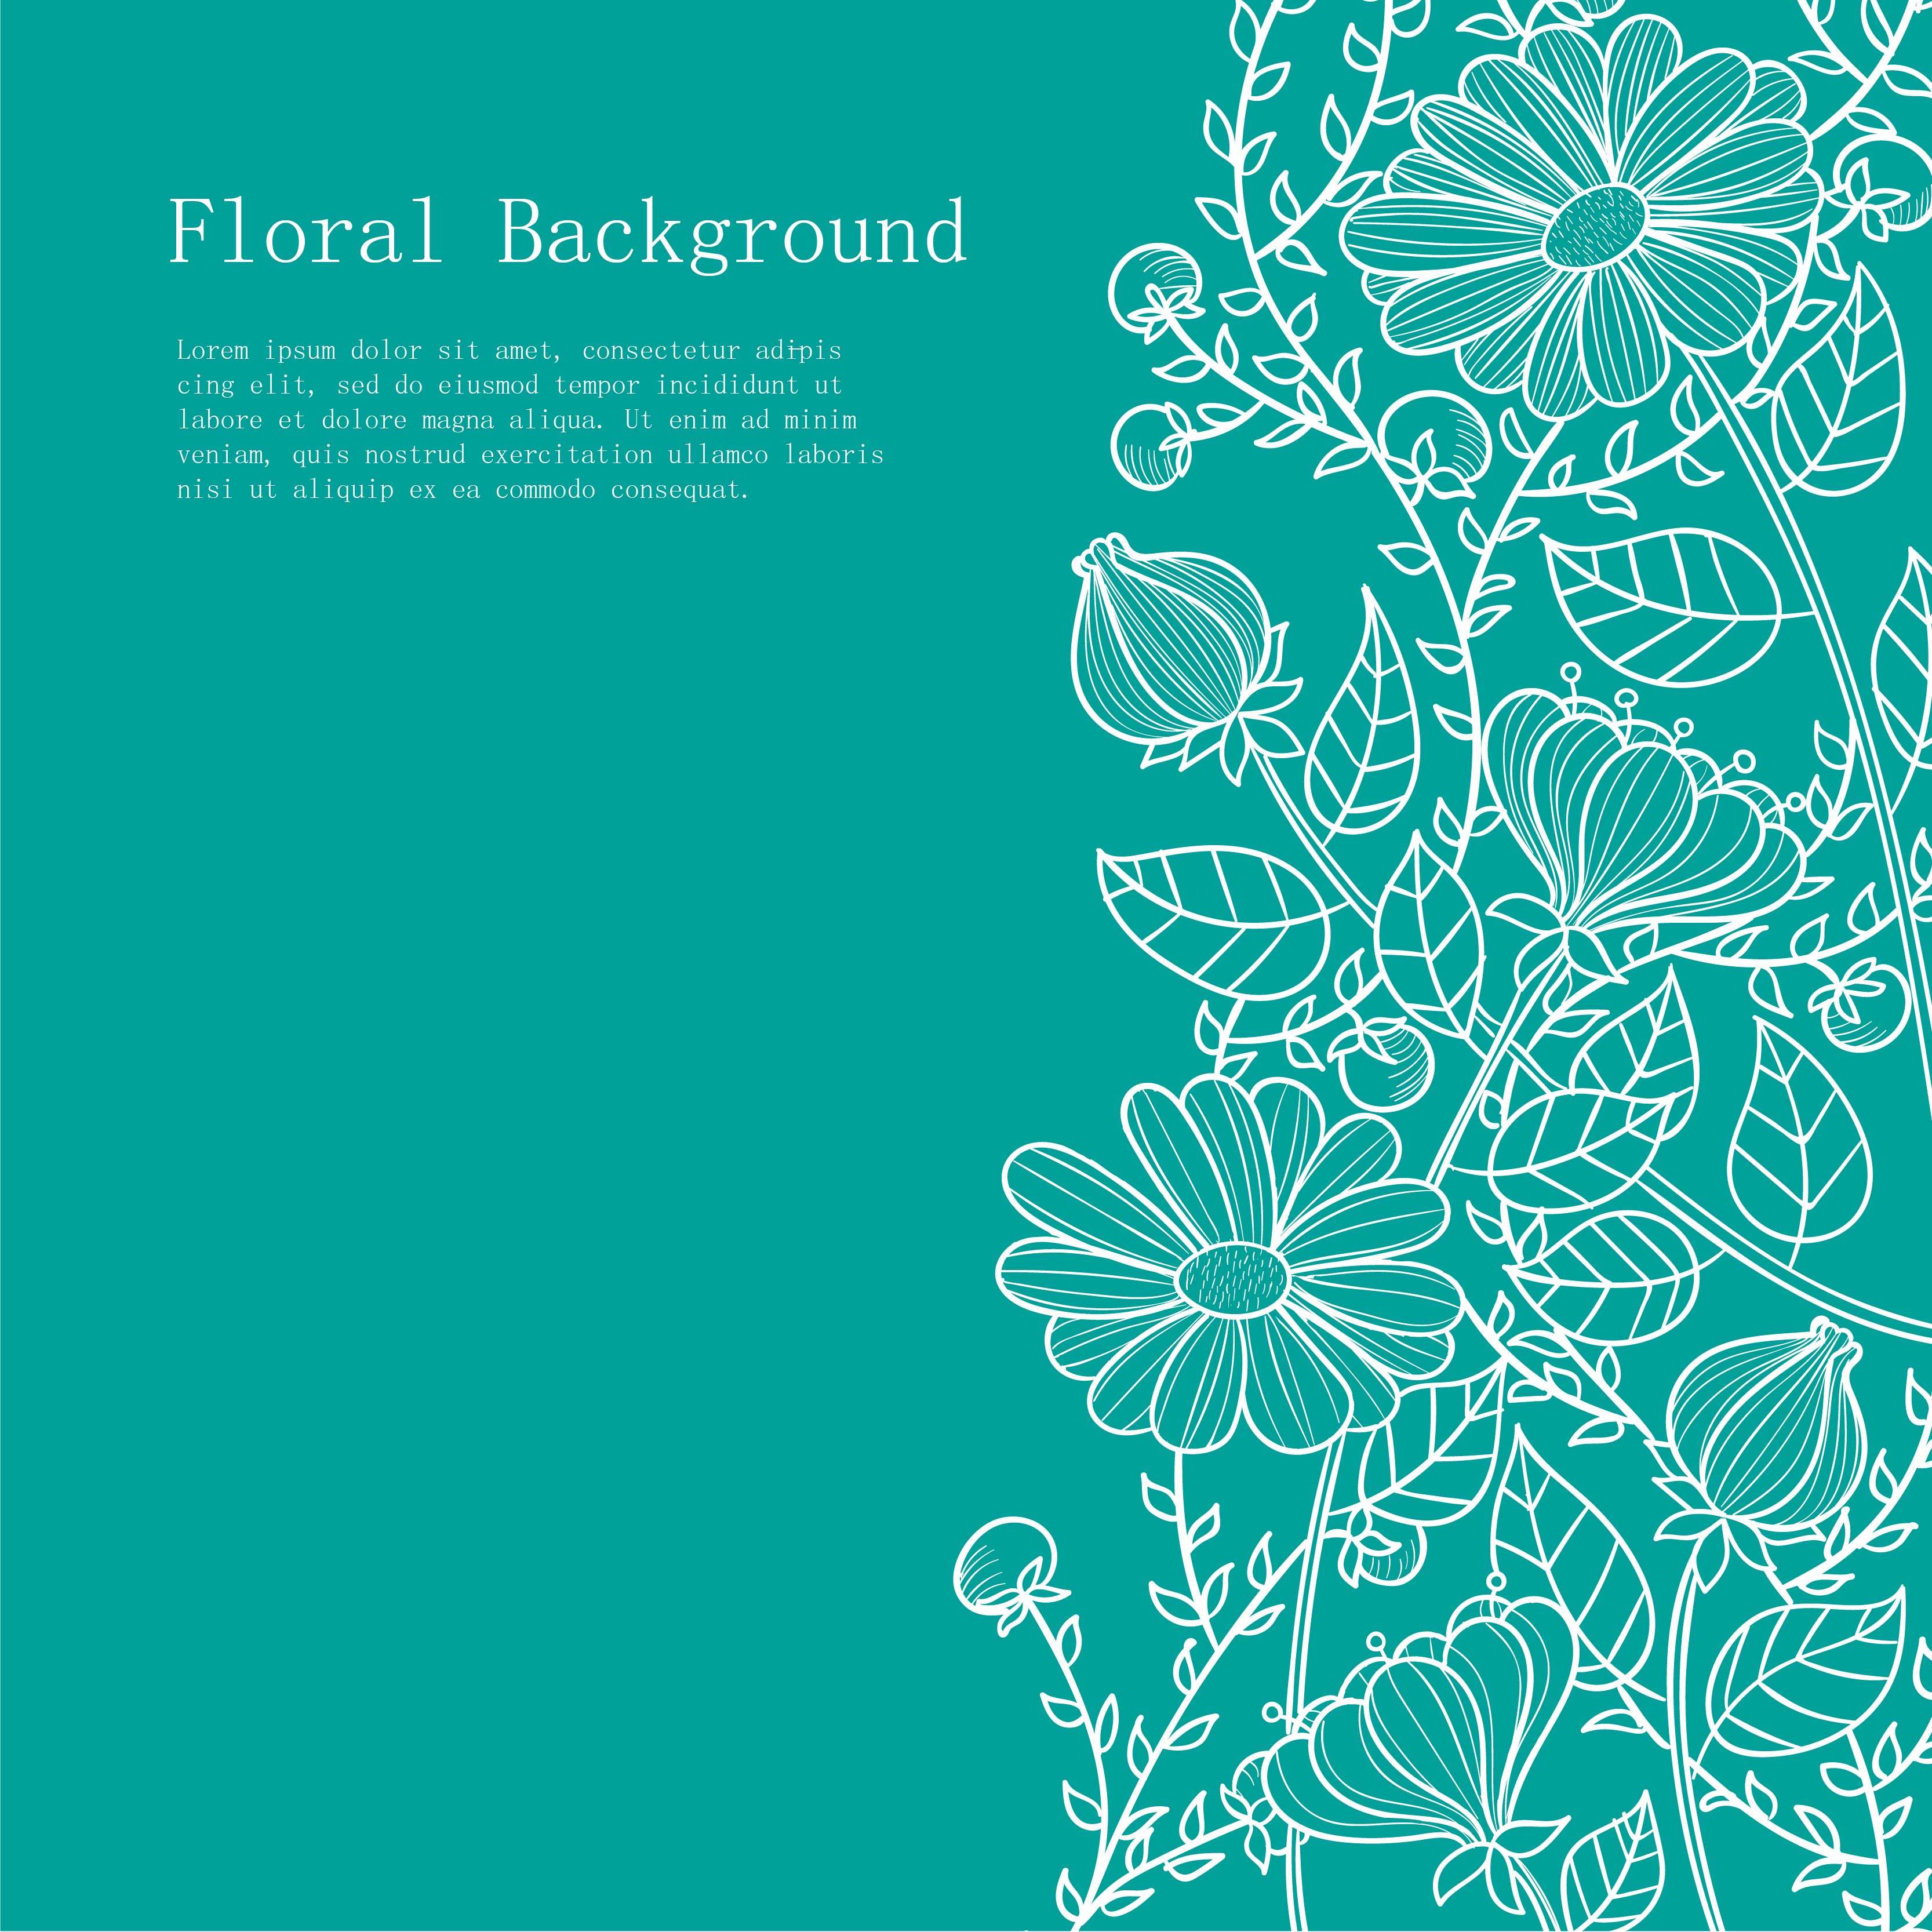 Floral Background
Lorem ipsum dolor sit amet, consectetur adipis
cing elit, sed do eiusmod tempor incididunt ut
labore et dolore magna aliqua. Ut enim ad minim
veniam, quis nostrud exercitation ullamco laboris
nisi ut aliquip ex ea commodo consequat.